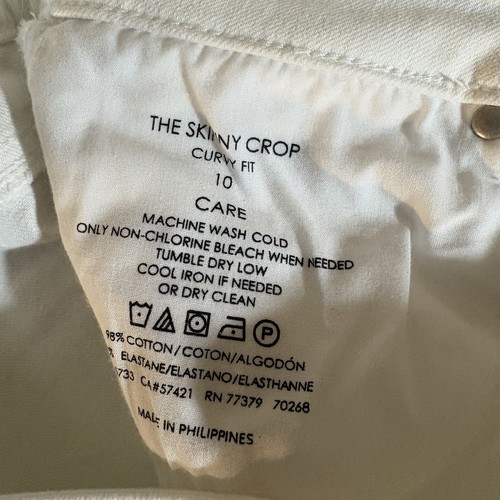 THE SKINNY CROP
CURVY FIT
10
CARE
MACHINE WASH COLD
ONLY NON-CHLORINE BLEACH WHEN NEEDED
TUMBLE DRY LOW
COOL IRON IF NEEDED
OR DRY CLEAN
P
98% COTTON/COTON/ALGODÓN
ELASTANE/ELASTANO/ELASTHANNE
733 CA#57421 RN 77379 70268
MADE IN PHILIPPINES